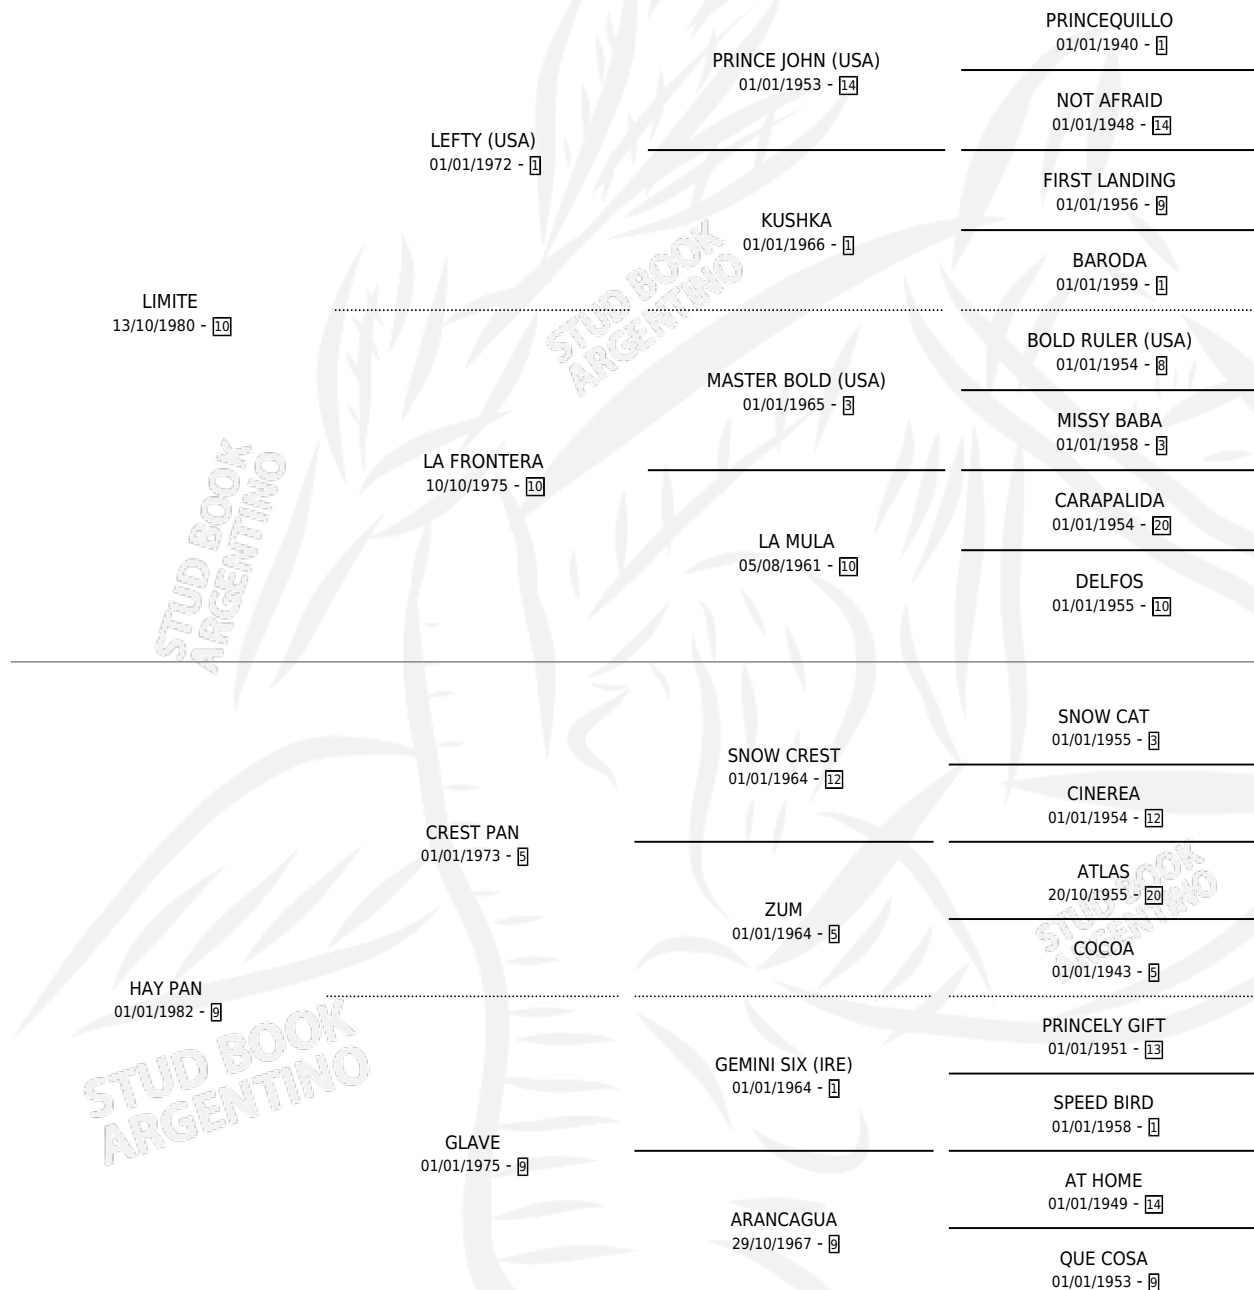 PRINCEQUILLO
01/01/1940 - 1
PRINCE JOHN (USA)
01/01/1953 - 14
NOT AFRAID
01/01/1948 - 14
LEFTY (USA)
01/01/1972 - 1
FIRST LANDING
01/01/1956 - 9
KUSHKA
01/01/1966 - 1
BARODA
01/01/1959 - 1
LIMITE
13/10/1980 - 10
BOLD RULER (USA)
01/01/1954 - 8
MASTER BOLD (USA)
01/01/1965 - 3
MISSY BABA
01/01/1958 - 3
LA FRONTERA
10/10/1975 - 10
CARAPALIDA
01/01/1954 - 20
LA MULA
05/08/1961 - 10
DELFOS
01/01/1955 - 10
SNOW CAT
01/01/1955 - 3
SNOW CREST
01/01/1964 - 12
CINEREA
01/01/1954 - 12
CREST PAN
01/01/1973 - 5
ATLAS
20/10/1955 - 20
ZUM
01/01/1964 - 5
COCOA
01/01/1943 - 5
HAY PAN
01/01/1982 - 9
PRINCELY GIFT
01/01/1951 - 13
GEMINI SIX (IRE)
01/01/1964 - 1
SPEED BIRD
01/01/1958 - 1
GLAVE
01/01/1975 - 9
AT HOME
01/01/1949 - 14
ARANCAGUA
29/10/1967 - 9
QUE COSA
01/01/1953 - 9
STUD BOOK
ARGENTINO
STUD BOOK
ARGENTINO
STUD BOOK
ARGENTINO
STUD BOOK
ARGENTINO